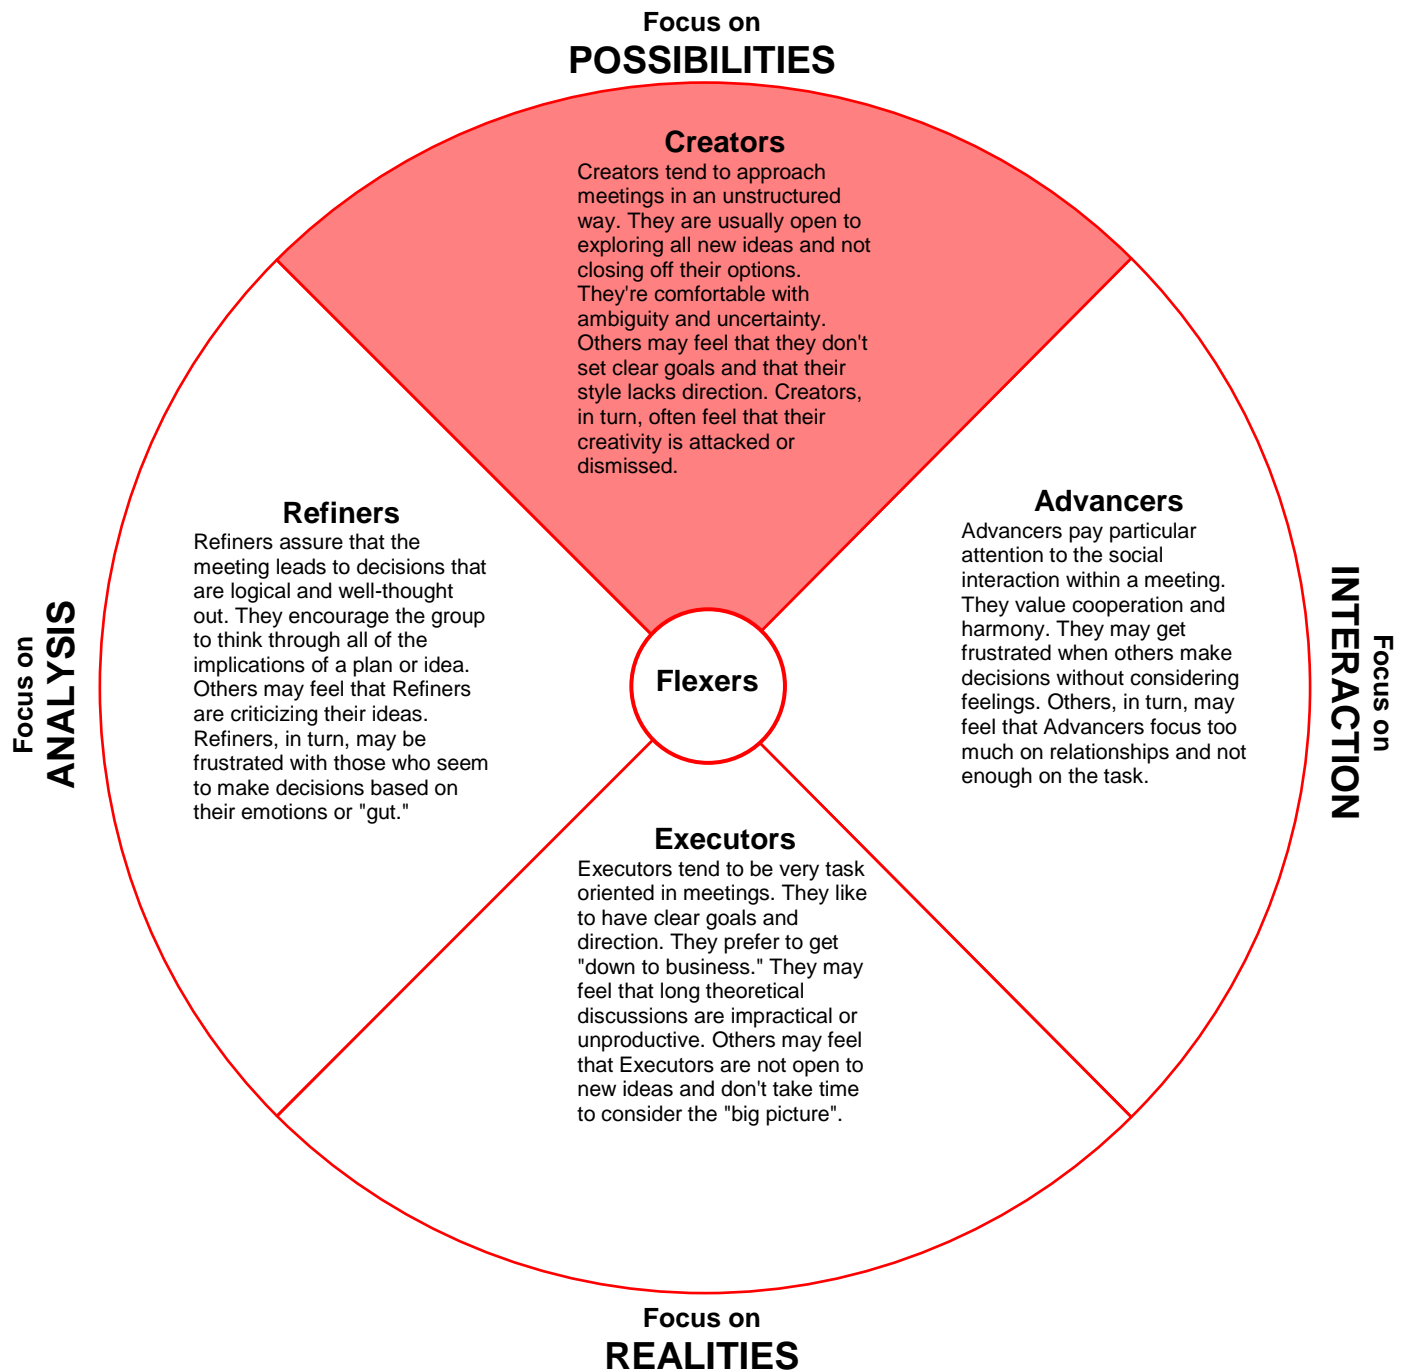 Focus on
POSSIBILITIES
Creators
Creators tend to approach
meetings in an unstructured
way. They are usually open to
exploring all new ideas and not
closing off their options.
They're comfortable with
ambiguity and uncertainty.
Others may feel that they don't
set clear goals and that their
style lacks direction. Creators,
in turn, often feel that their
creativity is attacked or
dismissed.
Focus on
ANALYSIS
Refiners
Refiners assure that the
meeting leads to decisions that
are logical and well-thought
out. They encourage the group
to think through all of the
implications of a plan or idea.
Others may feel that Refiners
are criticizing their ideas.
Refiners, in turn, may be
frustrated with those who seem
to make decisions based on
their emotions or "gut."
Flexers
Advancers
Advancers pay particular
attention to the social
interaction within a meeting.
They value cooperation and
harmony. They may get
frustrated when others make
decisions without considering
feelings. Others, in turn, may
feel that Advancers focus too
much on relationships and not
enough on the task.
Focus on
INTERACTION
Executors
Executors tend to be very task
oriented in meetings. They like
to have clear goals and
direction. They prefer to get
"down to business." They may
feel that long theoretical
discussions are impractical or
unproductive. Others may feel
that Executors are not open to
new ideas and don't take time
to consider the "big picture".
Focus on
REALITIES